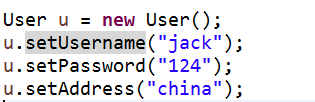 User u = new User();
u.setUsername("jack");
u.setPassword("124");
u.setAddress("china");